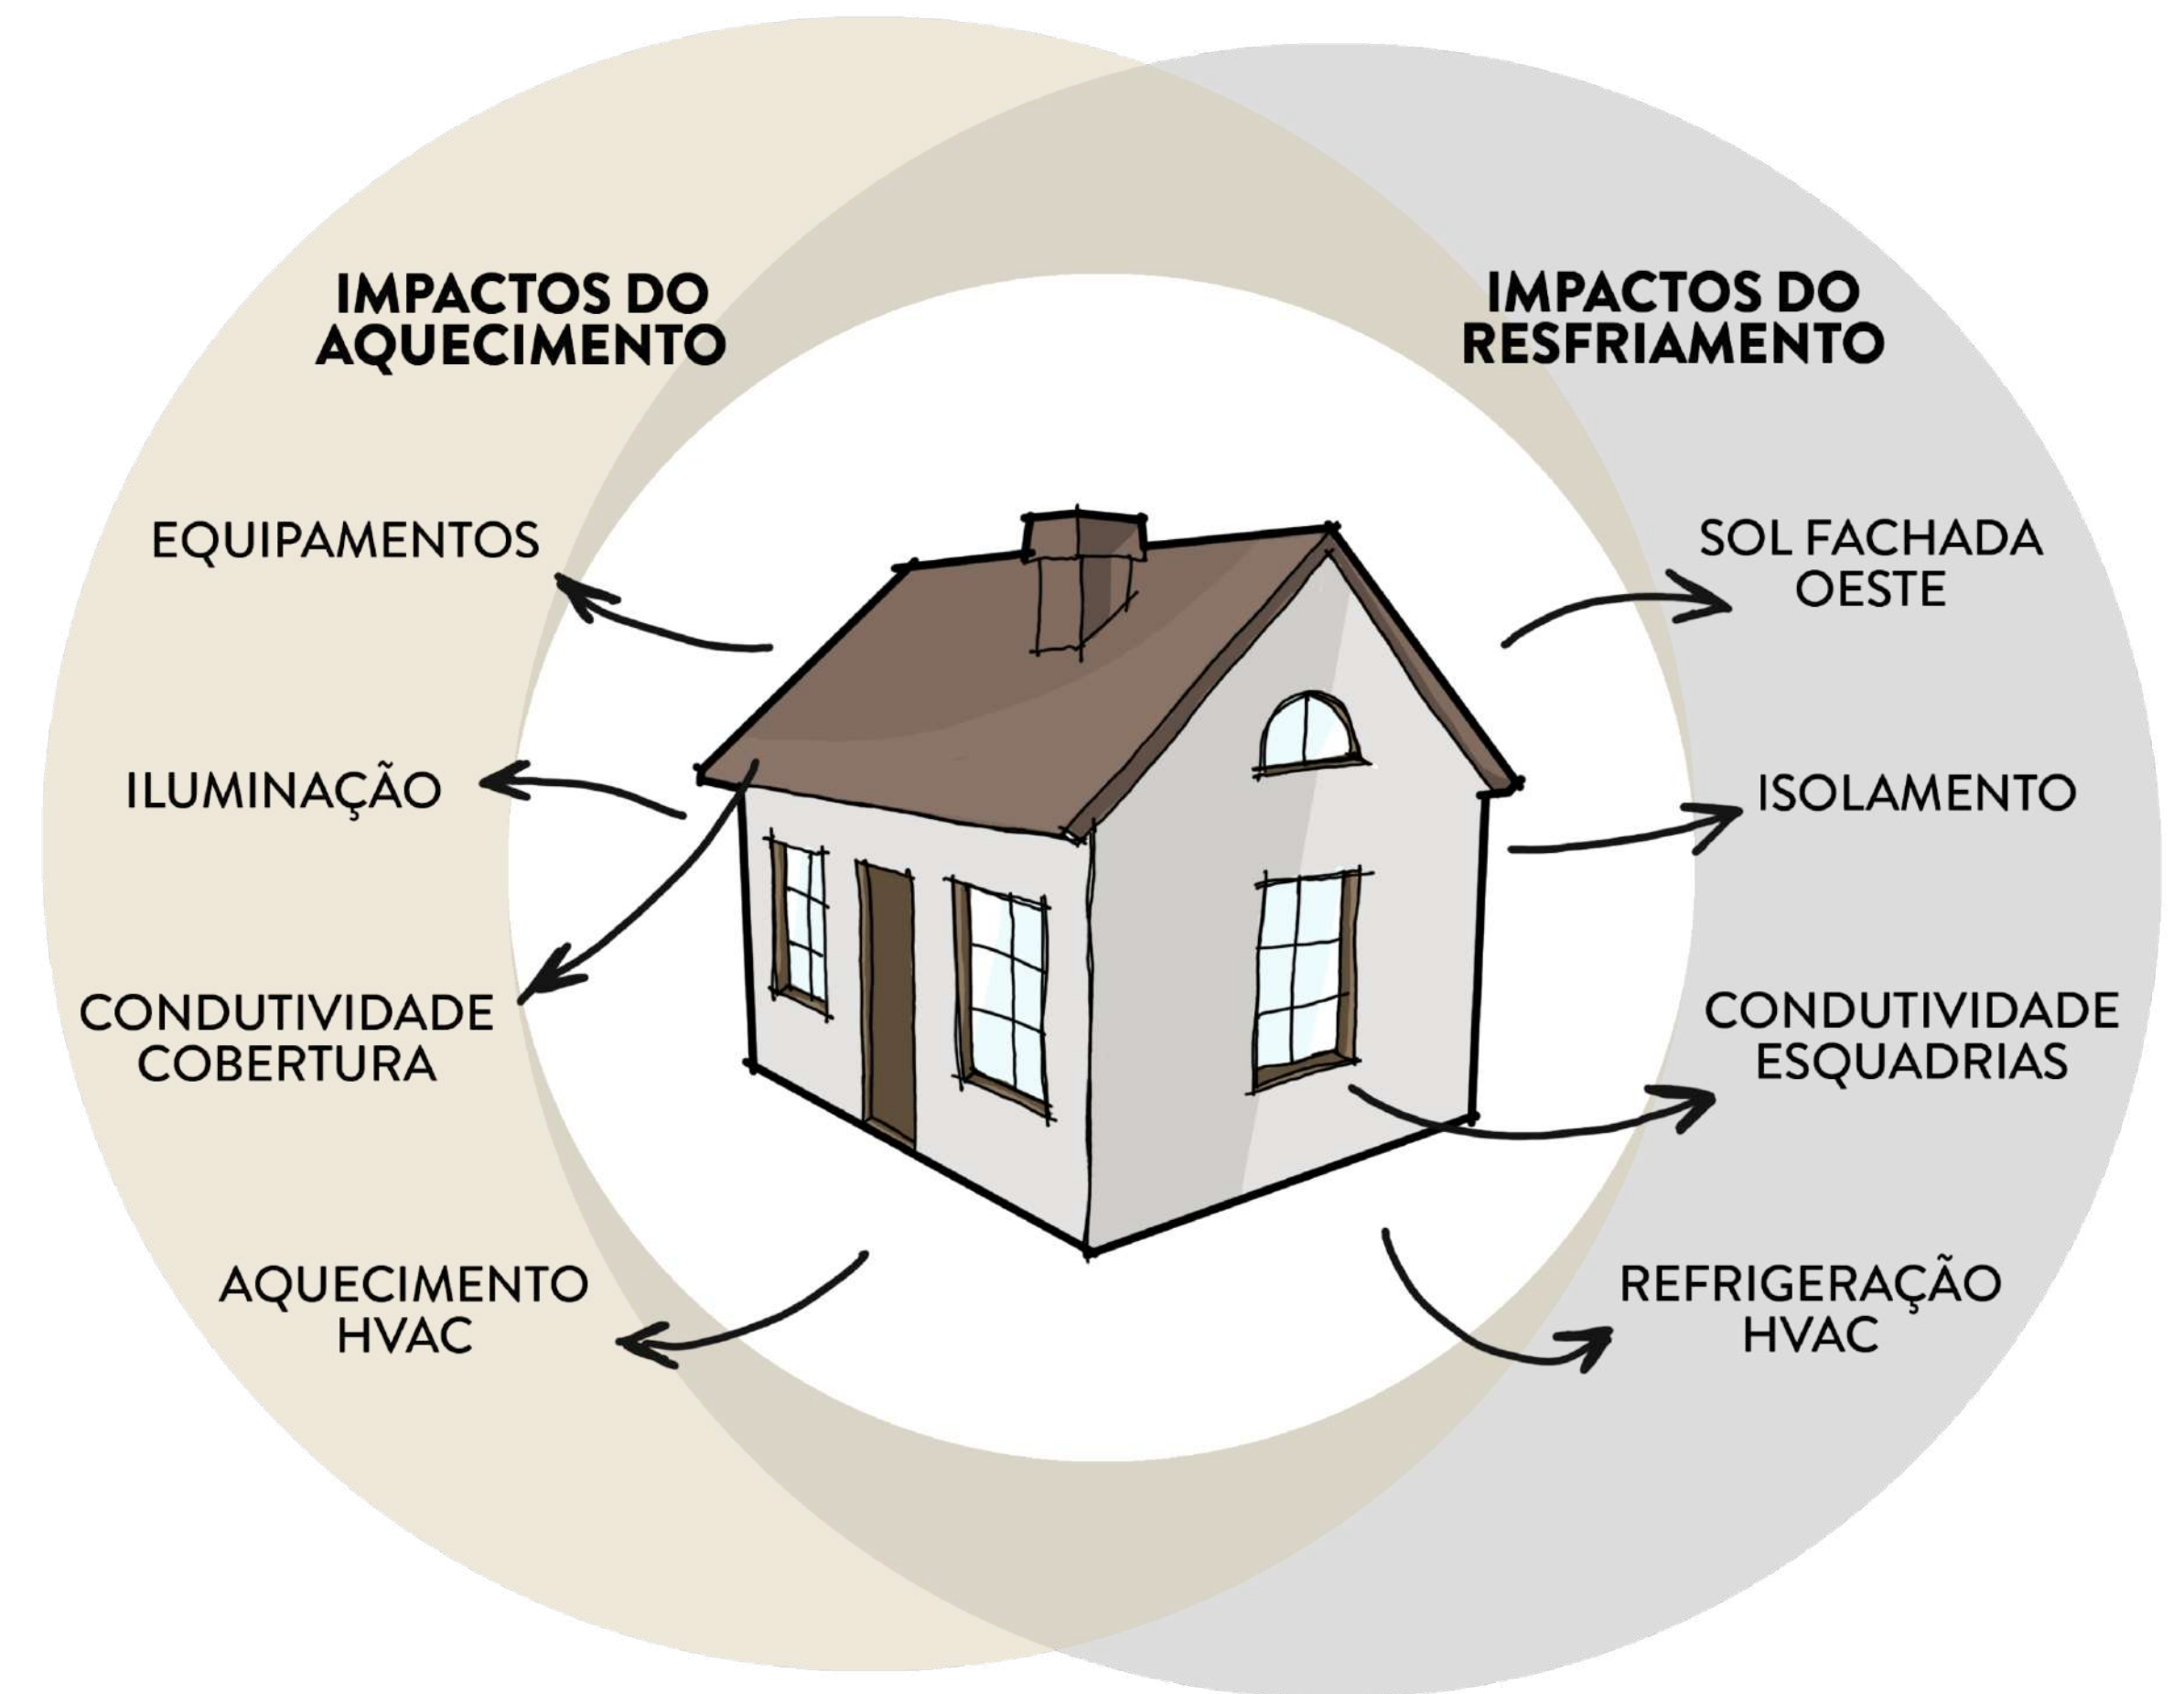 IMPACTOS DO
AQUECIMENTO
EQUIPAMENTOS
ILUMINAÇÃO
CONDUTIVIDADE
COBERTURA
AQUECIMENTO
HVAC
IMPACTOS DO
RESFRIAMENTO
SOL FACHADA
OESTE
ISOLAMENTO
CONDUTIVIDADE
ESQUADRIAS
REFRIGERAÇÃO
HVAC